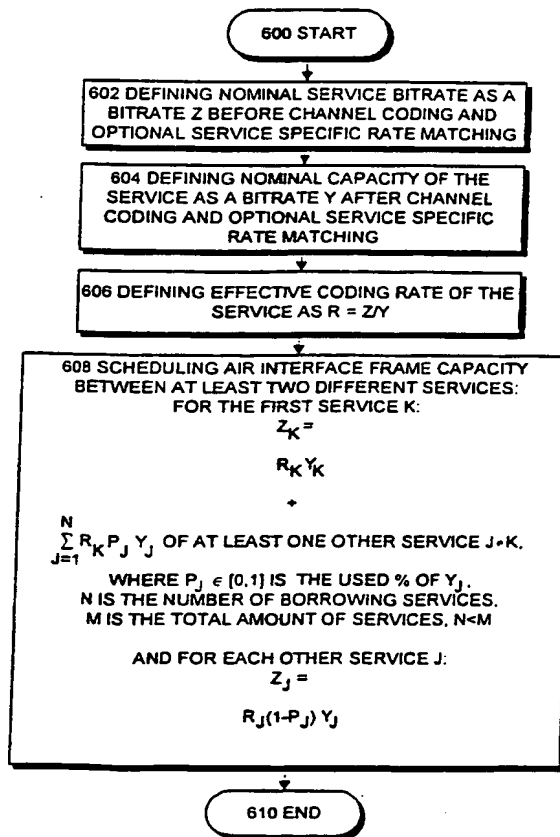 600 START
602 DEFINING NOMINAL SERVICE BITRATE AS A
BITRATE Z BEFORE CHANNEL CODING AND
OPTIONAL SERVICE SPECIFIC RATE MATCHING
604 DEFINING NOMINAL CAPACITY OF THE
SERVICE AS A BITRATE Y AFTER CHANNEL
CODING AND OPTIONAL SERVICE SPECIFIC
RATE MATCHING
606 DEFINING EFFECTIVE CODING RATE OF THE
SERVICE AS R = Z/Y
608 SCHEDULING AIR INTERFACE FRAME CAPACITY
BETWEEN AT LEAST TWO DIFFERENT SERVICES:
FOR THE FIRST SERVICE K:
Z_K =
R_K Y_K
+
N
∑ R_K P_J Y_J OF AT LEAST ONE OTHER SERVICE J≠K,
J=1
WHERE P_J ∈ [0,1] IS THE USED % OF Y_J,
N IS THE NUMBER OF BORROWING SERVICES,
M IS THE TOTAL AMOUNT OF SERVICES, N<M
AND FOR EACH OTHER SERVICE J:
Z_J =
R_J(1-P_J) Y_J
610 END